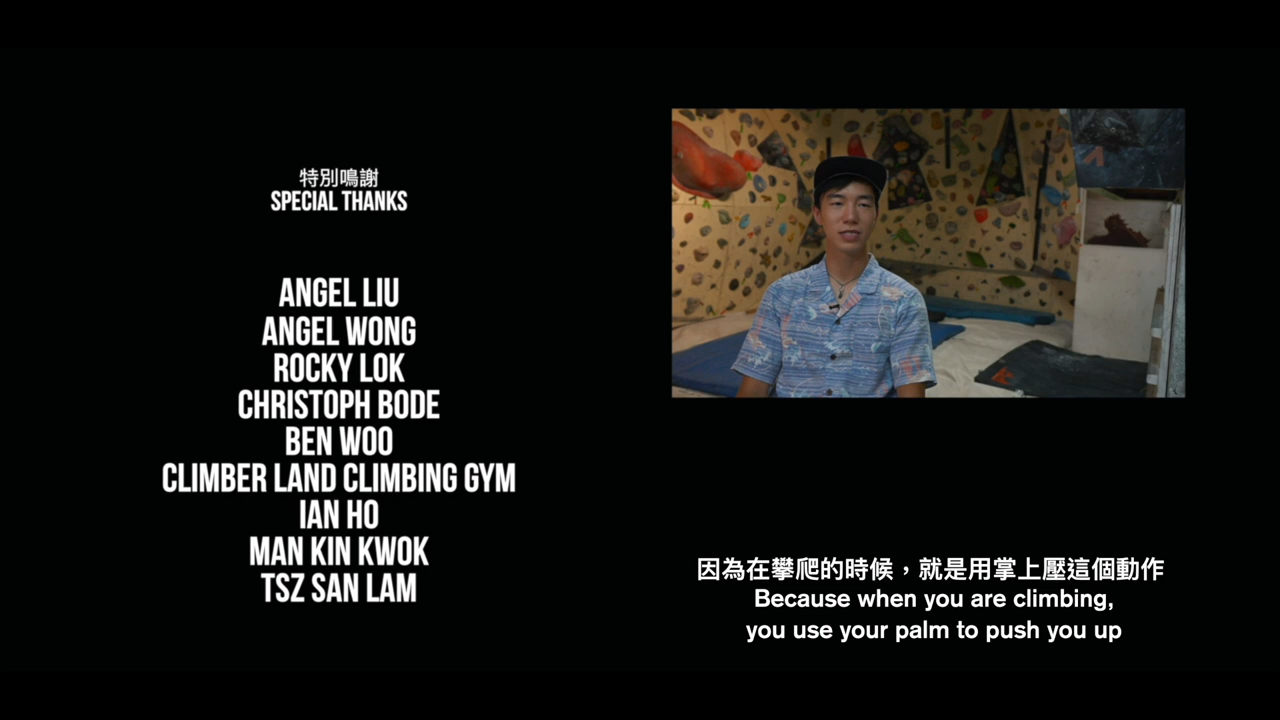 特別鳴謝
SPECIAL THANKS
ANGEL LIU
ANGEL WONG
ROCKY LOK
CHRISTOPH BODE
BEN WOO
CLIMBER LAND CLIMBING GYM
IAN HO
MAN KIN KWOK
TSZ SAN LAM
因為在攀爬的時候，就是用掌上壓這個動作
Because when you are climbing,
you use your palm to push you up